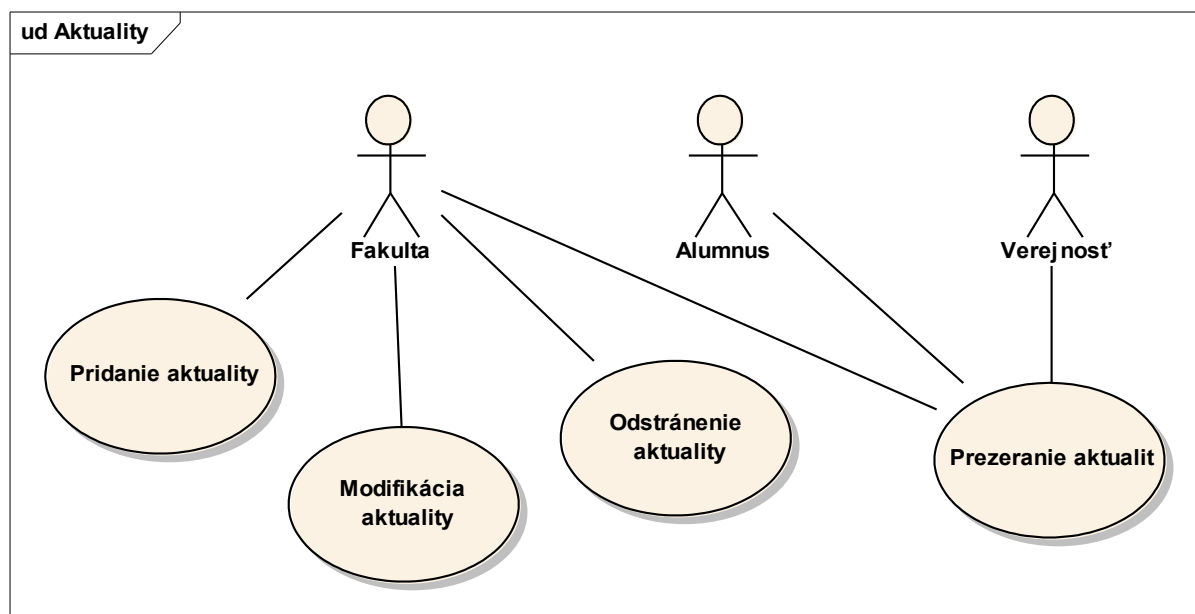 ud Aktuality
Fakulta
Alumnus
Verejnosť
Pridanie aktuality
Modifikácia
aktuality
Odstránenie
aktuality
Prezeranie aktualit